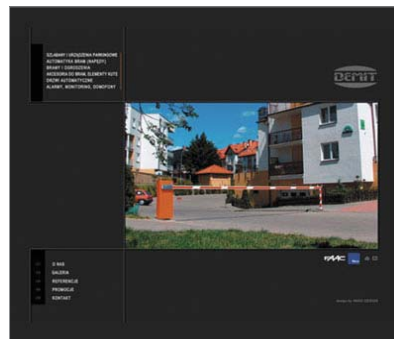 SZLABANY I URZĄDZENIA PARKINGOWE
AUTOMATYKA BRAM (NAPĘDY)
BRAMY I OGRODZENIA
AKCESORIA DO BRAM, ELEMENTY KUTE
DRZWI AUTOMATYCZNE
ALARMY, MONITORING, DOMOFONY
DEMIT
FAAC
O NAS
GALERIA
REFERENCJE
PROMOCJE
KONTAKT